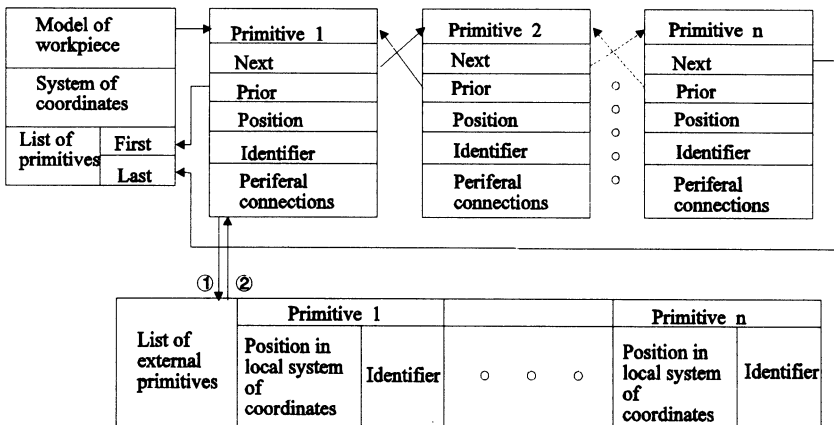 Model of
workpiece
System of
coordinates
List of
primitives
First
Last
Primitive 1
Next
Prior
Position
Identifier
Periferal
connections
Primitive 2
Next
Prior
Position
Identifier
Periferal
connections
Primitive n
Next
Prior
Position
Identifier
Periferal
connections
① ②
List of
external
primitives
Primitive 1
Position in
local system
of
coordinates
Identifier
Primitive n
Position in
local system
of
coordinates
Identifier